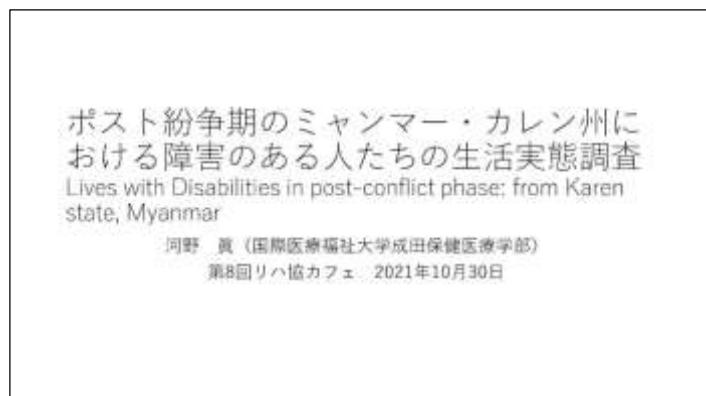 ポスト紛争期のミャンマー・カレン州に
おける障害のある人たちの生活実態調査
Lives with Disabilities in post-conflict phase: from Karen
state, Myanmar
河野　眞（国際医療福祉大学成田保健医療学部）
第8回リハ協カフェ　2021年10月30日